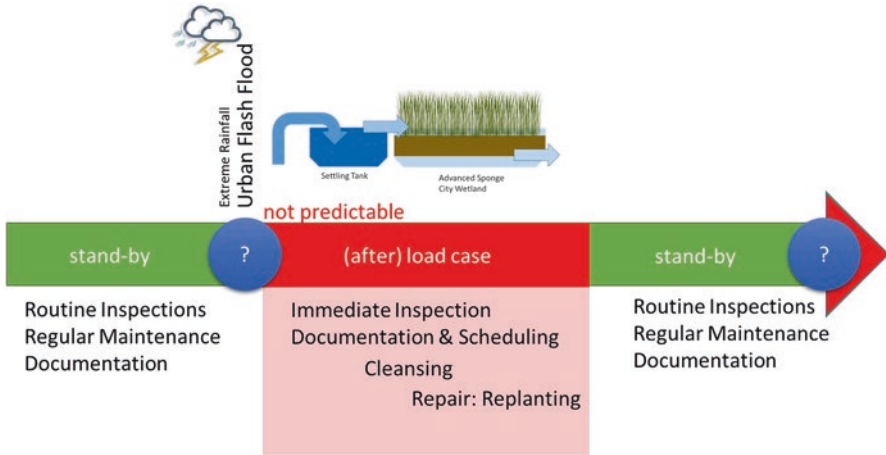 Extreme Rainfall
Urban Flash Flood
Settling Tank
Advanced Sponge
City Wetland
not predictable
stand-by
?
(after) load case
stand-by
?
Routine Inspections
Regular Maintenance
Documentation
Immediate Inspection
Documentation & Scheduling
Cleansing
Repair: Replanting
Routine Inspections
Regular Maintenance
Documentation